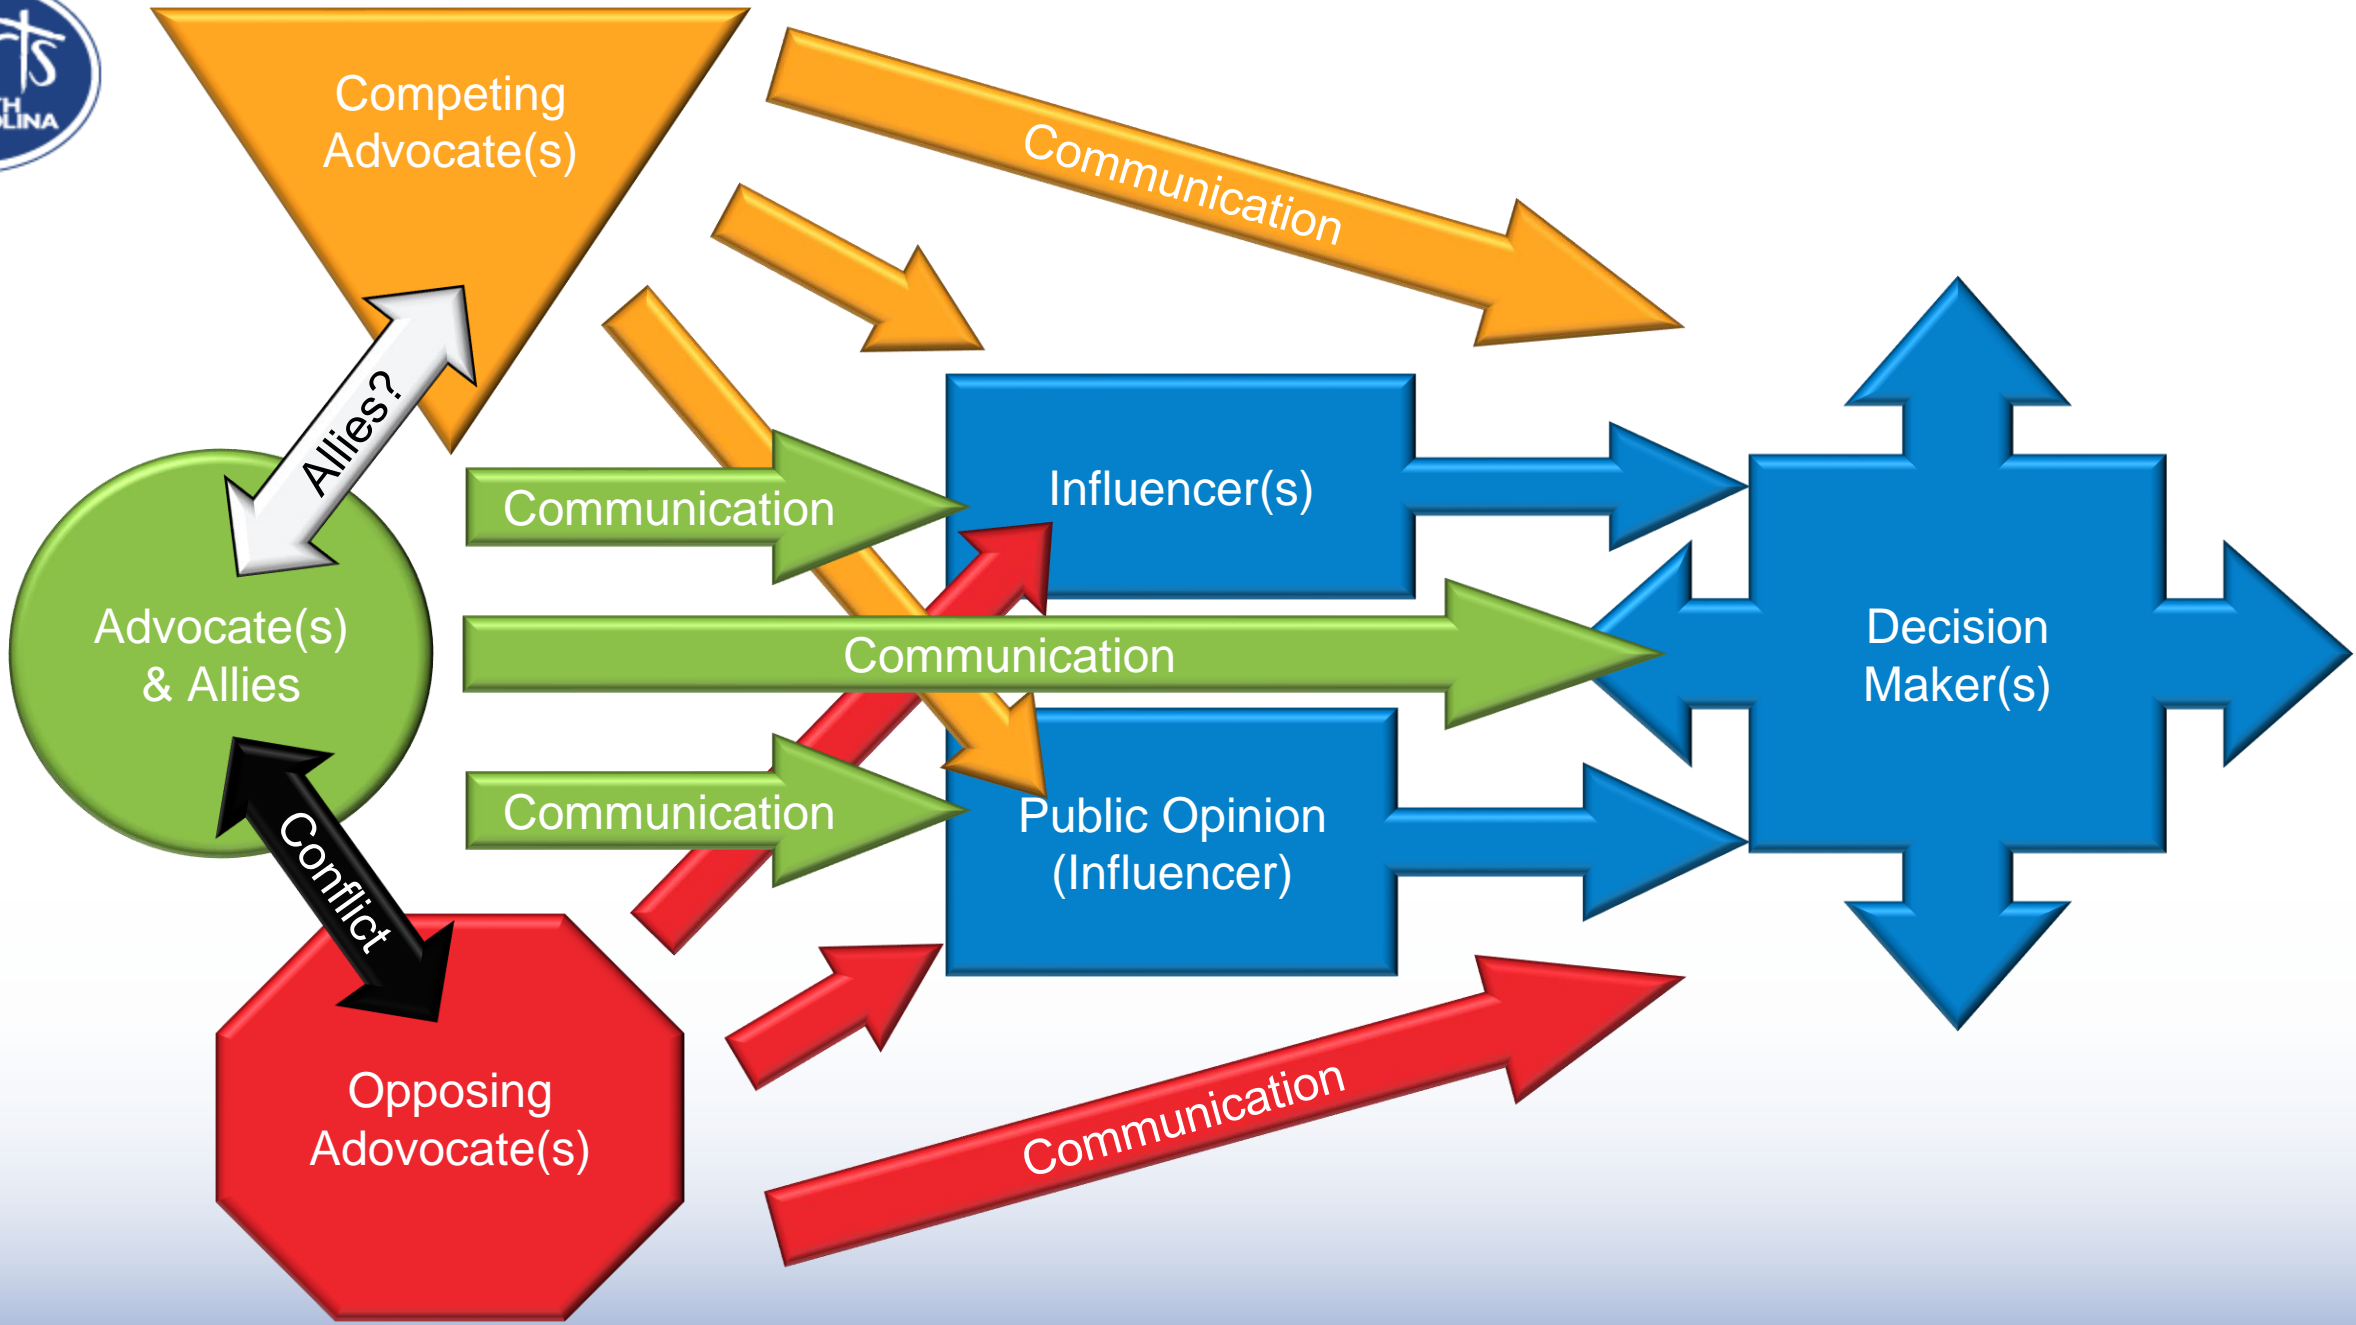 Competing
Advocate(s)
Communication
Allies?
Communication
Influencer(s)
Advocate(s)
& Allies
Communication
Decision
Maker(s)
Communication
Public Opinion
(Influencer)
Conflict
Opposing
Adovocate(s)
Communication